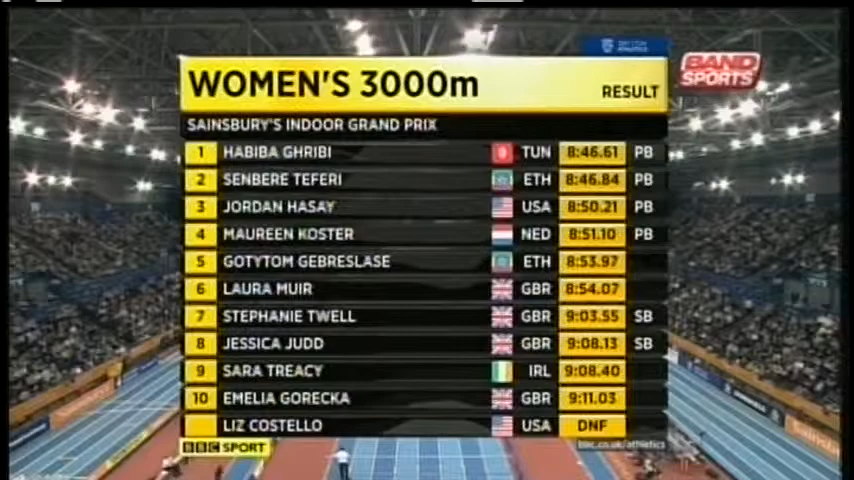 BRITISH ATHLETICS
BAND SPORTS
WOMEN'S 3000m RESULT
SAINSBURY'S INDOOR GRAND PRIX
1 HABIBA GHRIBI TUN 8:46.61 PB
2 SENBERE TEFERI ETH 8:46.84 PB
3 JORDAN HASAY USA 8:50.21 PB
4 MAUREEN KOSTER NED 8:51.10 PB
5 GOTYTOM GEBRESLASE ETH 8:53.97
6 LAURA MUIR GBR 8:54.07
7 STEPHANIE TWELL GBR 9:03.55 SB
8 JESSICA JUDD GBR 9:08.13 SB
9 SARA TREACY IRL 9:08.40
10 EMELIA GORECKA GBR 9:11.03
LIZ COSTELLO USA DNF
BBC SPORT bbc.co.uk/athletics